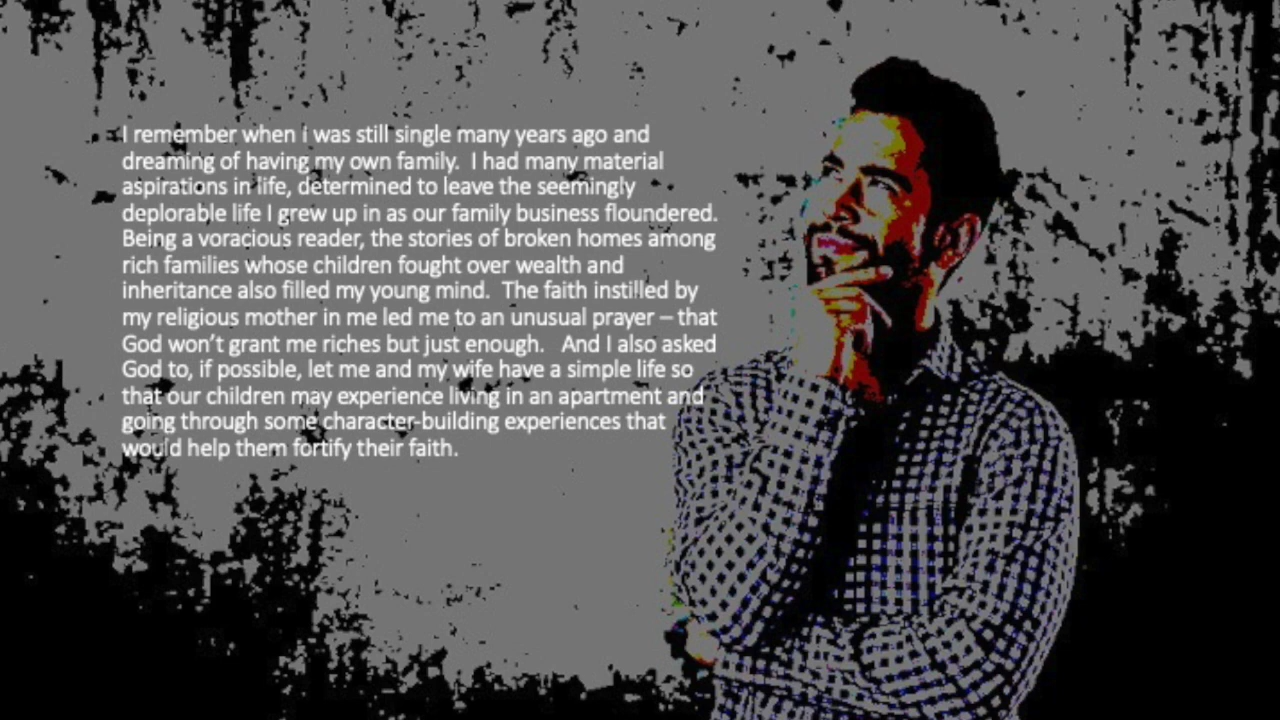 I remember when i was still single many years ago and
dreaming of having my own family.  I had many material
aspirations in life, determined to leave the seemingly
deplorable life I grew up in as our family business floundered.
Being a voracious reader, the stories of broken homes among
rich families whose children fought over wealth and
inheritance also filled my young mind.  The faith instilled by
my religious mother in me led me to an unusual prayer – that
God won't grant me riches but just enough.   And I also asked
God to, if possible, let me and my wife have a simple life so
that our children may experience living in an apartment and
going through some character-building experiences that
would help them fortify their faith.